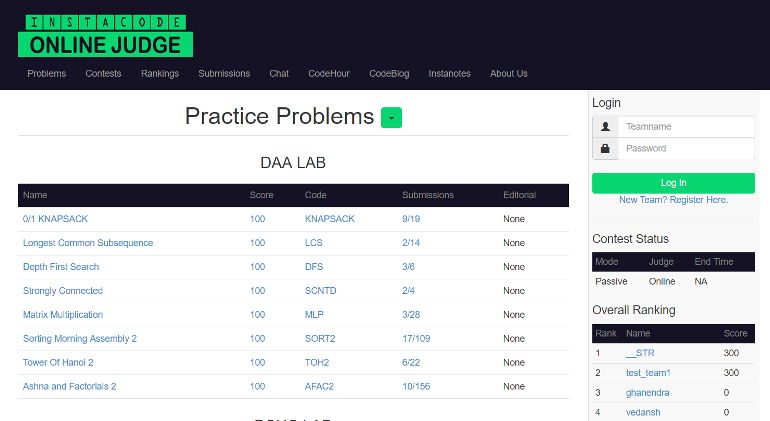 INSTACODE
ONLINE JUDGE
Problems Contests Rankings Submissions Chat CodeHour CodeBlog Instanotes About Us
Practice Problems
DAA LAB
Name Score Code Submissions Editorial
0/1 KNAPSACK 100 KNAPSACK 9/19 None
Longest Common Subsequence 100 LCS 2/14 None
Depth First Search 100 DFS 3/6 None
Strongly Connected 100 SCNTD 2/4 None
Matrix Multiplication 100 MLP 3/28 None
Sorting Morning Assembly 2 100 SORT2 17/109 None
Tower Of Hanoi 2 100 TOH2 6/22 None
Ashna and Factorials 2 100 AFAC2 10/156 None
Login
Teamname
Password
Log In
New Team? Register Here.
Contest Status
Mode Judge End Time
Passive Online NA
Overall Ranking
Rank Name Score
1 __STR 300
2 test_team1 300
3 ghanendra 0
4 vedansh 0